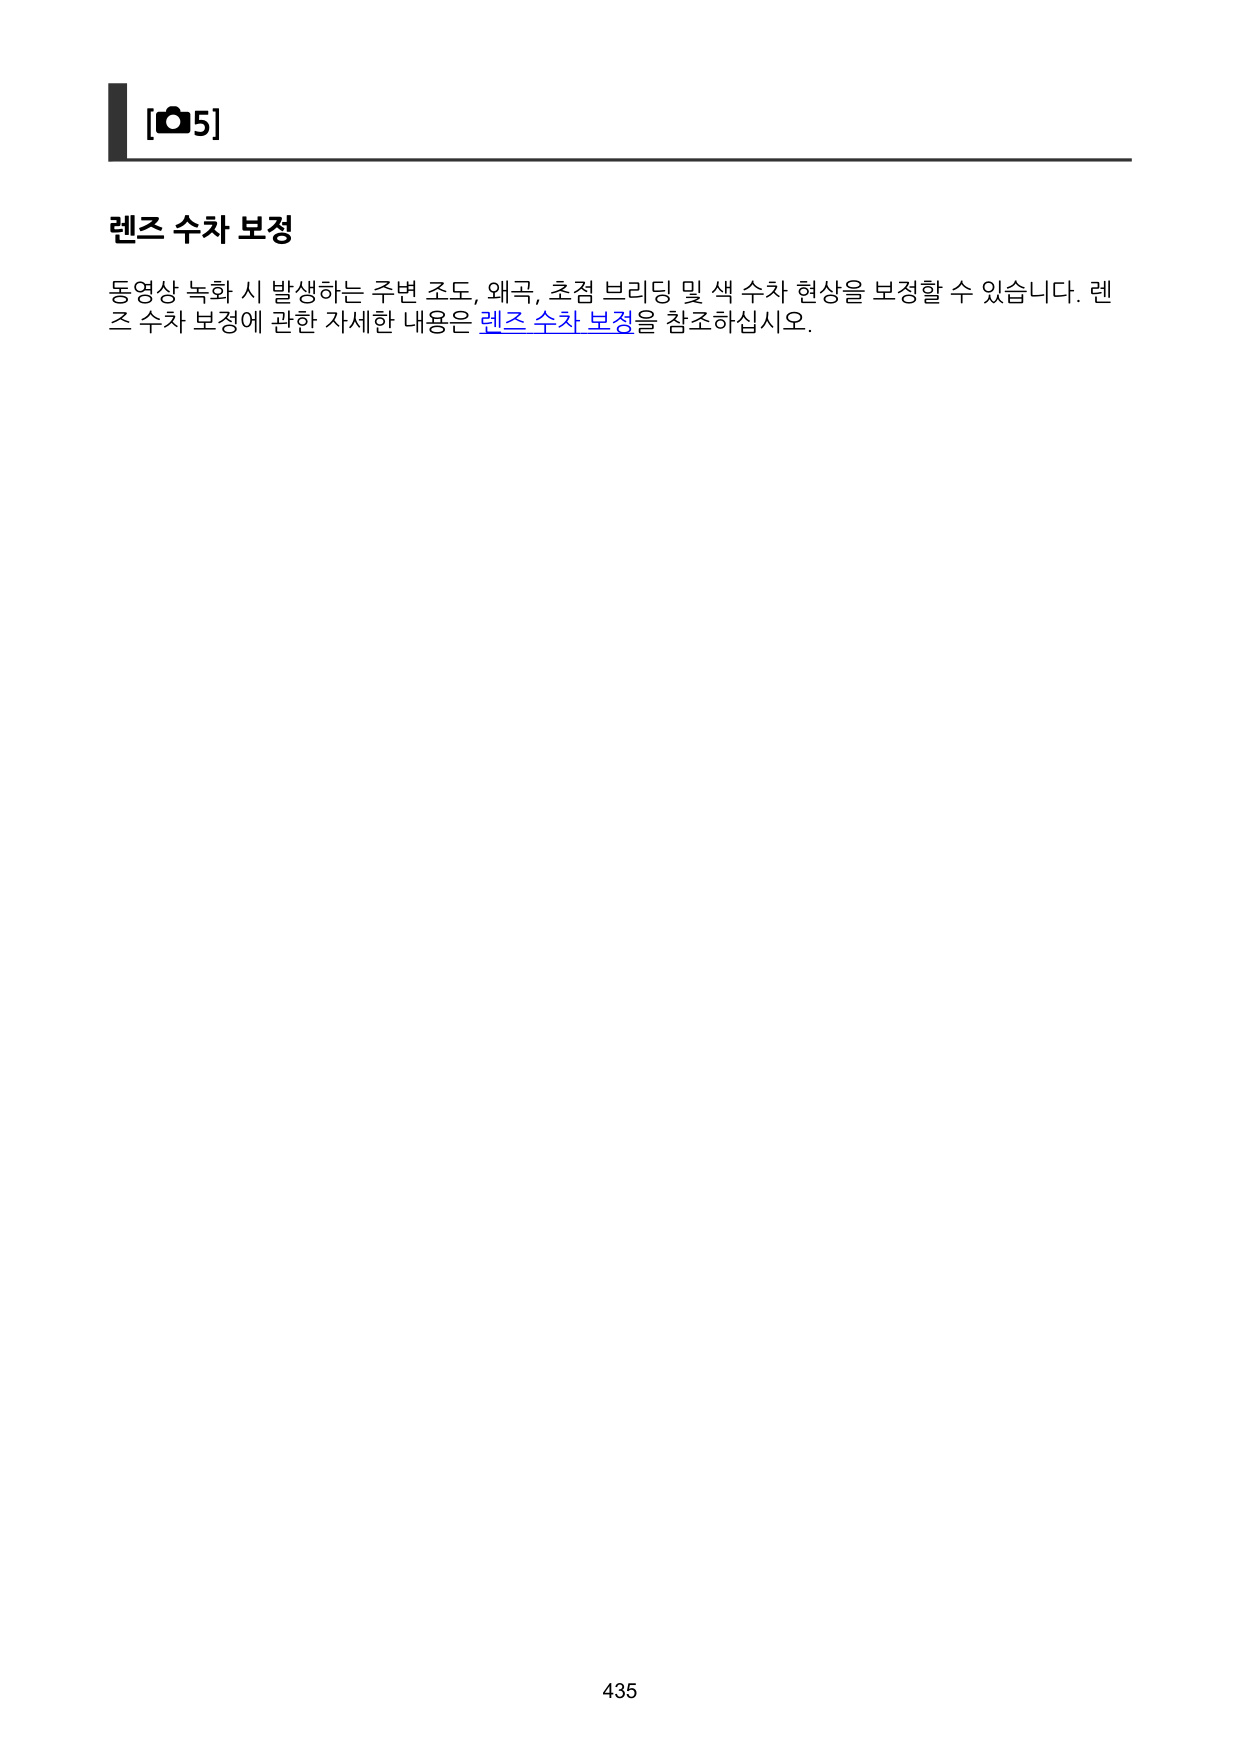 [5]
렌즈 수차 보정
동영상 녹화 시 발생하는 주변 조도, 왜곡, 초점 브리딩 및 색 수차 현상을 보정할 수 있습니다. 렌
즈 수차 보정에 관한 자세한 내용은 렌즈 수차 보정을 참조하십시오.
435